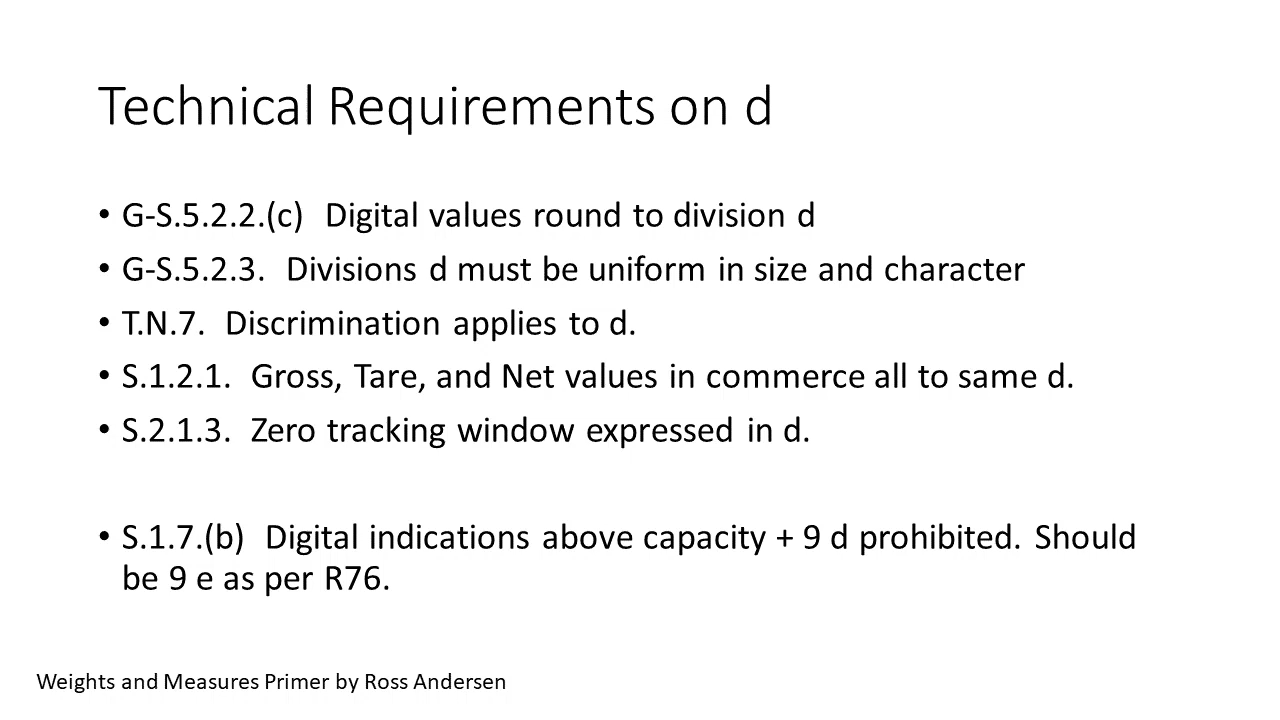 Technical Requirements on d
• G-S.5.2.2.(c) Digital values round to division d
• G-S.5.2.3. Divisions d must be uniform in size and character
• T.N.7. Discrimination applies to d.
• S.1.2.1. Gross, Tare, and Net values in commerce all to same d.
• S.2.1.3. Zero tracking window expressed in d.
• S.1.7.(b) Digital indications above capacity + 9 d prohibited. Should
be 9 e as per R76.
Weights and Measures Primer by Ross Andersen